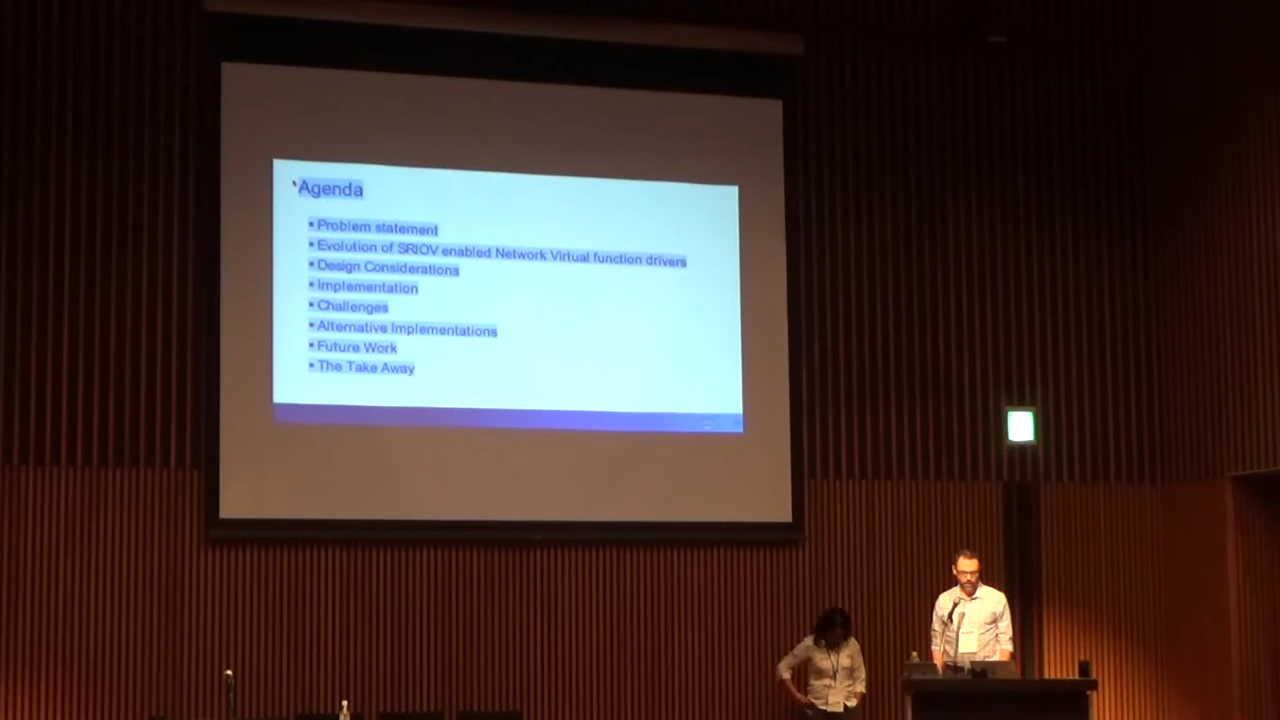 Agenda
▪ Problem statement
▪ Evolution of SRIOV enabled Network Virtual function drivers
▪ Design Considerations
▪ Implementation
▪ Challenges
▪ Alternative Implementations
▪ Future Work
▪ The Take Away